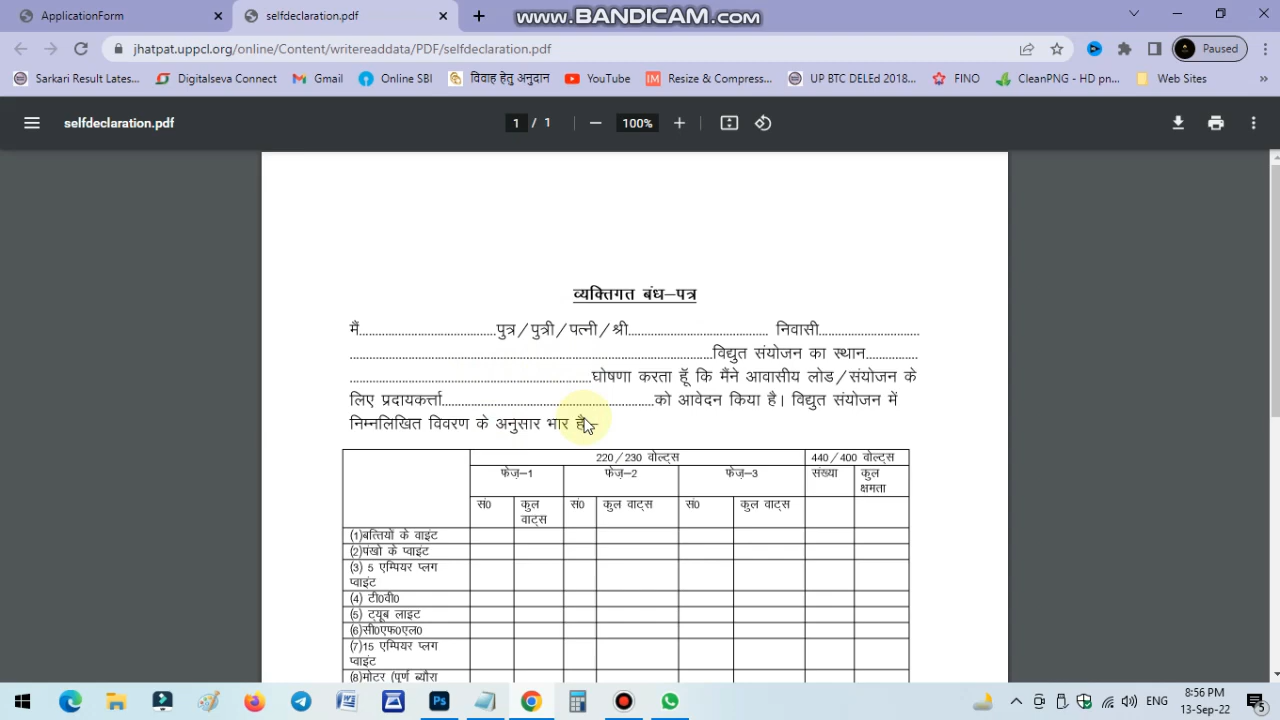 www.BANDICAM.com
ApplicationForm
selfdeclaration.pdf
jhatpat.uppcl.org/online/Content/writereaddata/PDF/selfdeclaration.pdf
Paused
Sarkari Result Lates...
Digitalseva Connect
Gmail
Online SBI
विवाह हेतु अनुदान
YouTube
Resize & Compress...
UP BTC DELEd 2018...
FINO
CleanPNG - HD pn...
Web Sites
selfdeclaration.pdf
1 / 1
100%
व्यक्तिगत बंध–पत्र
मैं..........................................पुत्र/पुत्री/पत्नी/श्री........................................... निवासी..............................
...............................................................................................................विद्युत संयोजन का स्थान................
..........................................................................घोषणा करता हूँ कि मैंने आवासीय लोड/संयोजन के
लिए प्रदायकर्त्ता.................................................................को आवेदन किया है। विद्युत संयोजन में
निम्नलिखित विवरण के अनुसार भार है–
220/230 वोल्ट्स 440/400 वोल्ट्स
फेज़–1 फेज़–2 फेज़–3 संख्या कुल
क्षमता
सं0 कुल वाट्स सं0 कुल वाट्स सं0 कुल वाट्स
(1)बत्तियों के वाइंट
(2)पंखो के प्वाइंट
(3) 5 एम्पियर प्लग
प्वाइंट
(4) टी0वी0
(5) ट्यूब लाइट
(6)सी0एफ0एल0
(7)15 एम्पियर प्लग
प्वाइंट
(8)मोटर (पूर्ण ब्यौरा
ENG
8:56 PM
13-Sep-22
5